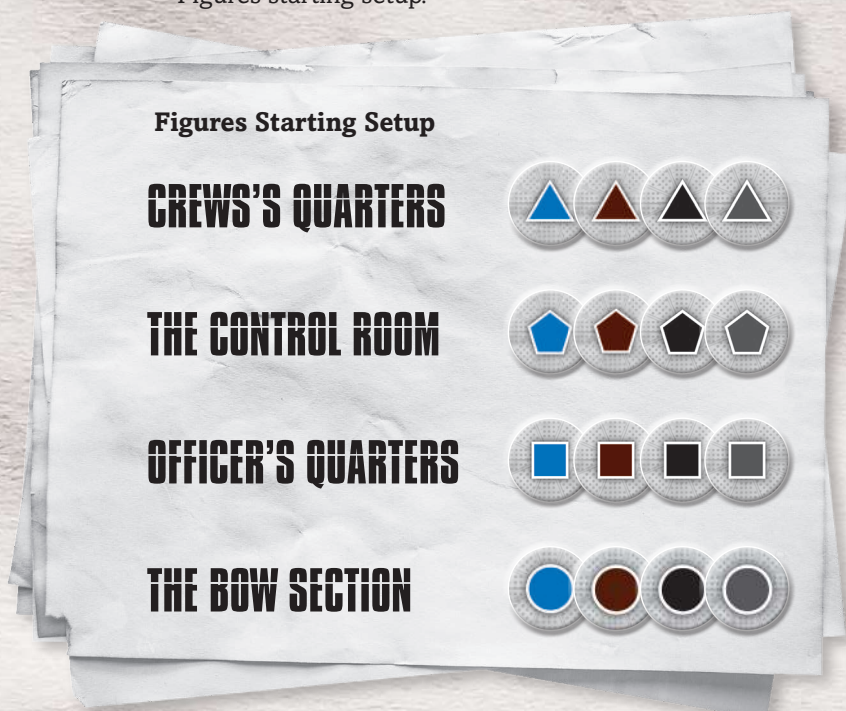 Figures starting setup:
Figures Starting Setup
CREWS'S QUARTERS
THE CONTROL ROOM
OFFICER'S QUARTERS
THE BOW SECTION